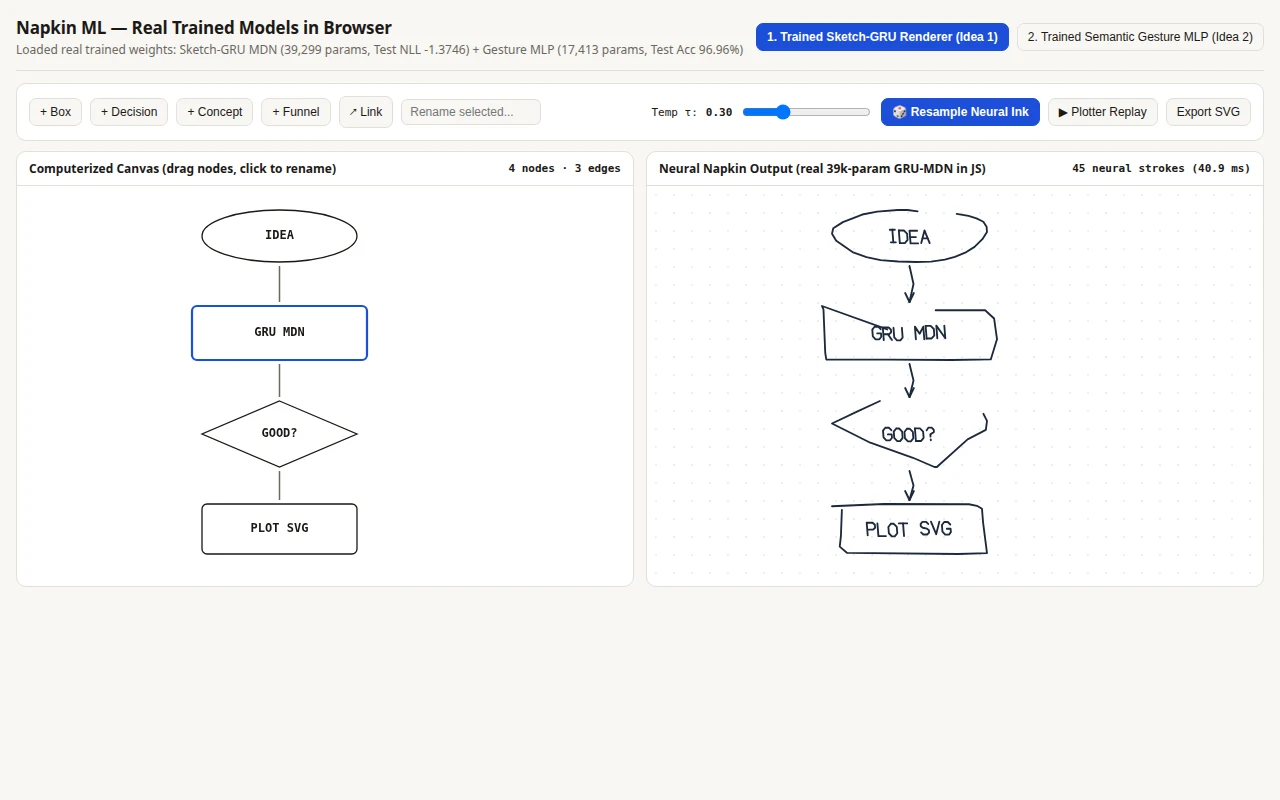 Napkin ML — Real Trained Models in Browser
Loaded real trained weights: Sketch-GRU MDN (39,299 params, Test NLL -1.3746) + Gesture MLP (17,413 params, Test Acc 96.96%)
1. Trained Sketch-GRU Renderer (Idea 1)
2. Trained Semantic Gesture MLP (Idea 2)
+ Box
+ Decision
+ Concept
+ Funnel
↗ Link
Rename selected...
Temp τ: 0.30
🎲 Resample Neural Ink
▶ Plotter Replay
Export SVG
Computerized Canvas (drag nodes, click to rename)
4 nodes · 3 edges
IDEA
GRU MDN
GOOD?
PLOT SVG
Neural Napkin Output (real 39k-param GRU-MDN in JS)
45 neural strokes (40.9 ms)
IDEA
GRU MDN
GOOD?
PLOT SVG